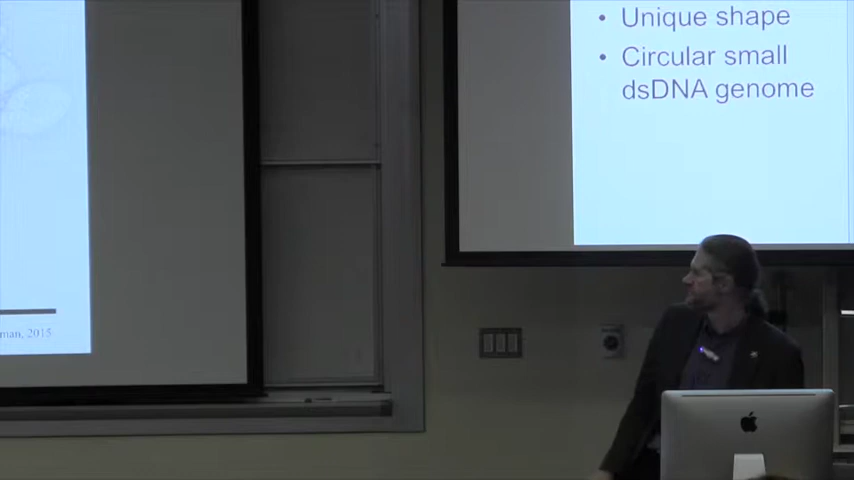 • Unique shape
• Circular small
dsDNA genome
man, 2015